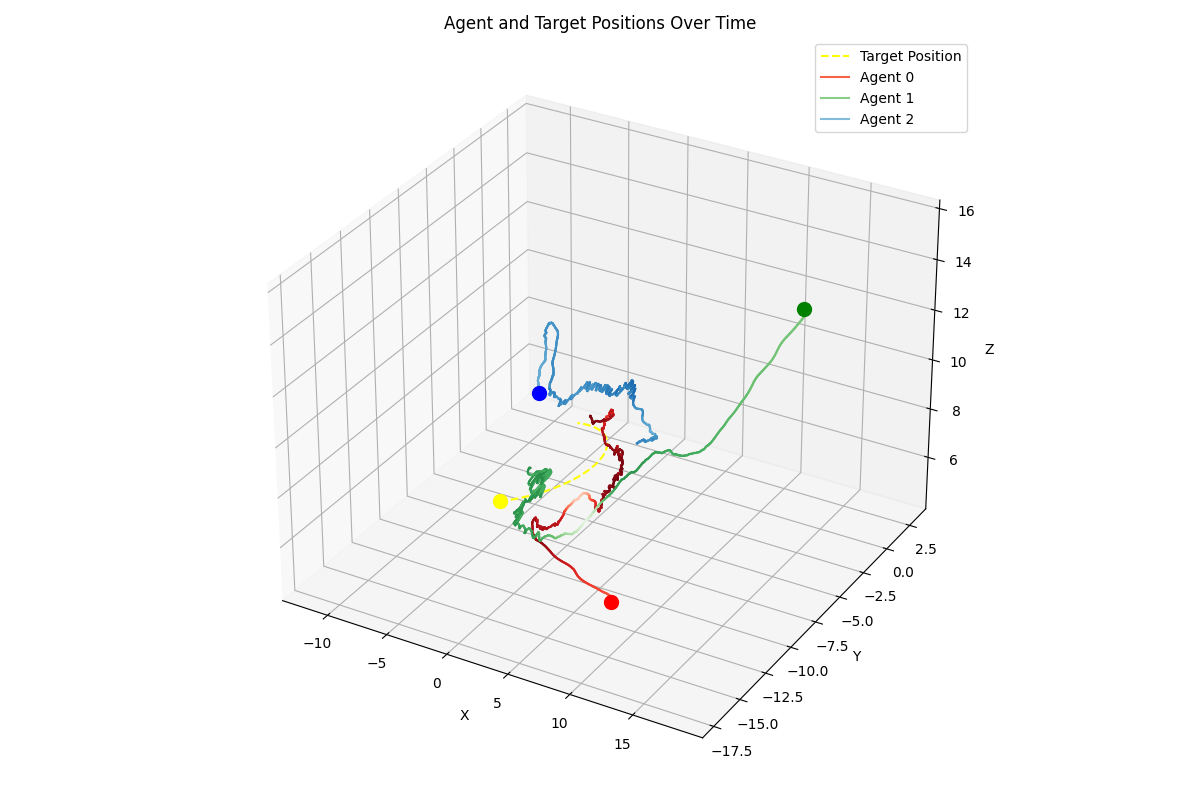 Agent and Target Positions Over Time
Target Position
Agent 0
Agent 1
Agent 2
16
14
12
10
8
6
Z
2.5
0.0
−2.5
−5.0
−7.5
−10.0
−12.5
−15.0
−17.5
Y
−10
−5
0
5
10
15
X